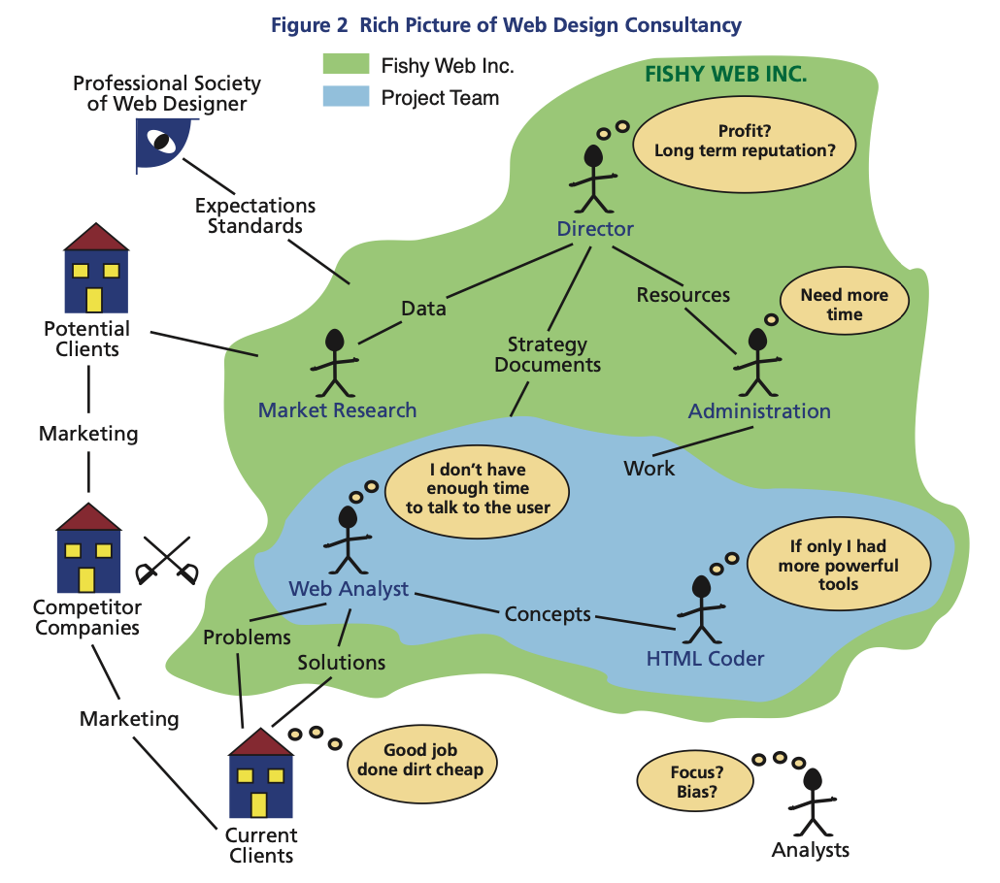 Figure 2  Rich Picture of Web Design Consultancy
Fishy Web Inc.
Project Team
FISHY WEB INC.
Professional Society
of Web Designer
Profit?
Long term reputation?
Expectations
Standards
Director
Potential
Clients
Data
Resources
Need more
time
Strategy
Documents
Market Research
Administration
Marketing
Work
I don't have
enough time
to talk to the user
If only I had
more powerful
tools
Web Analyst
Competitor
Companies
Concepts
Problems
Solutions
HTML Coder
Marketing
Good job
done dirt cheap
Focus?
Bias?
Current
Clients
Analysts